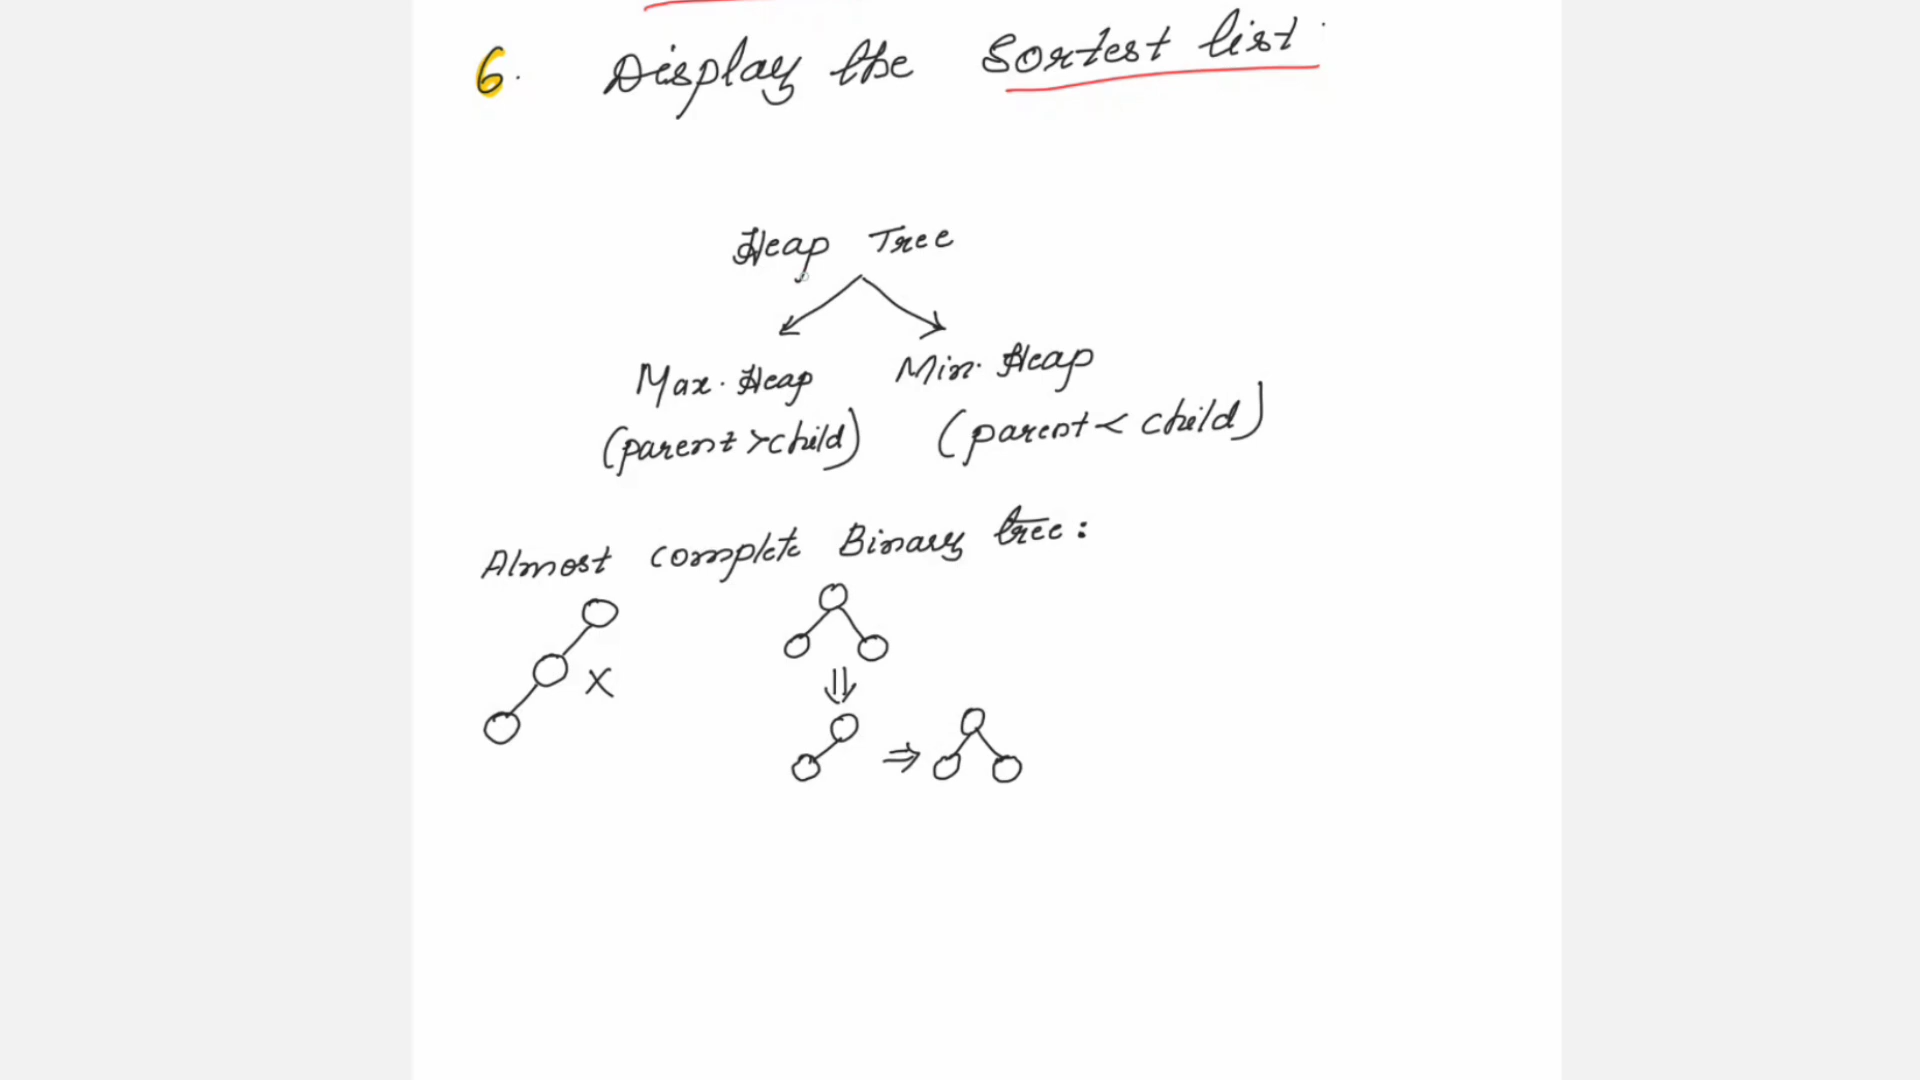 6. Display the Sortest list.
Heap Tree
Max. Heap Min. Heap
(parent > child) (parent < child)
Almost complete Binary tree:
X